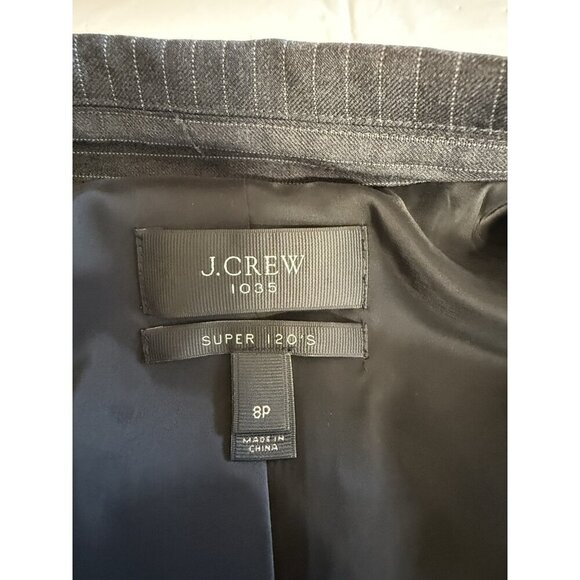 J.CREW
1035
SUPER 120'S
8P
MADE IN
CHINA